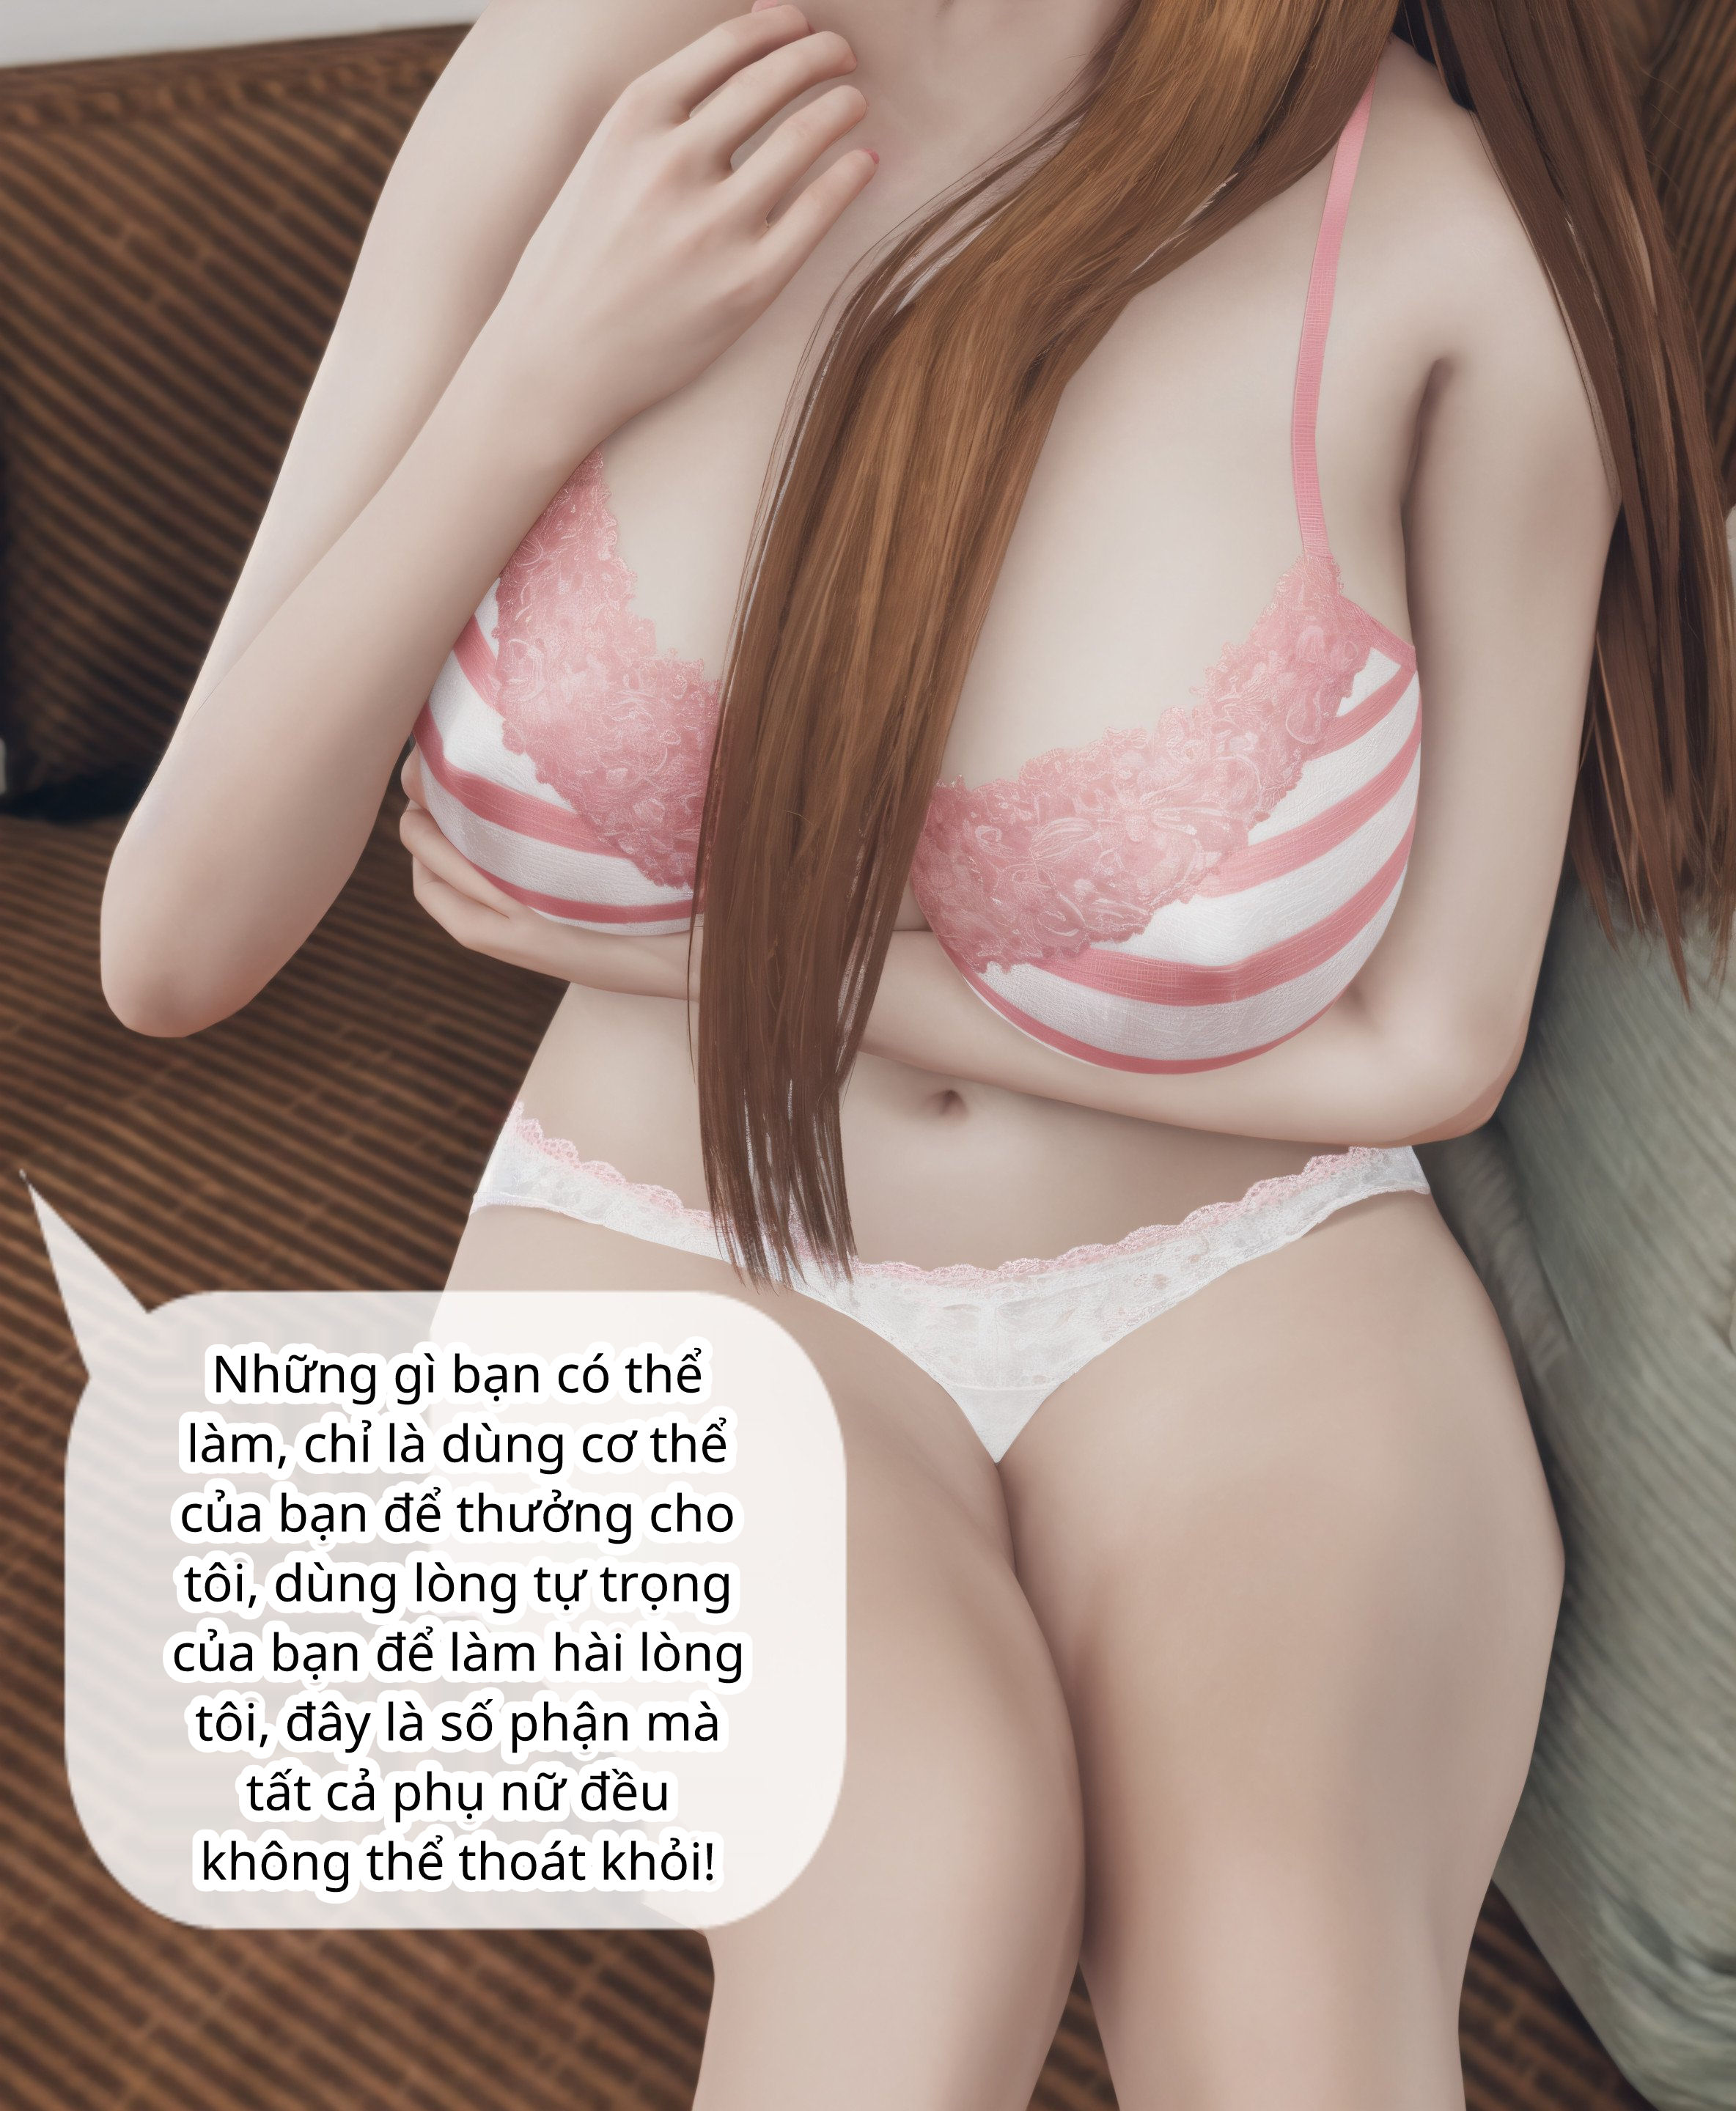 Những gì bạn có thể
làm, chỉ là dùng cơ thể
của bạn để thưởng cho
tôi, dùng lòng tự trọng
của bạn để làm hài lòng
tôi, đây là số phận mà
tất cả phụ nữ đều
không thể thoát khỏi!